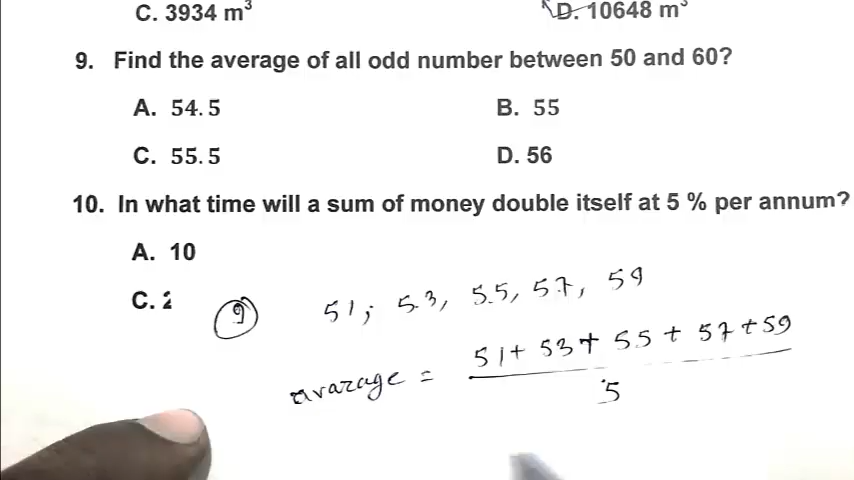 C. 3934 m³ D. 10648 m³
9. Find the average of all odd number between 50 and 60?
A. 54.5 B. 55
C. 55.5 D. 56
10. In what time will a sum of money double itself at 5 % per annum?
A. 10
C. 2
9 51, 53, 55, 57, 59
avarage = 51 + 53 + 55 + 57 + 59
5